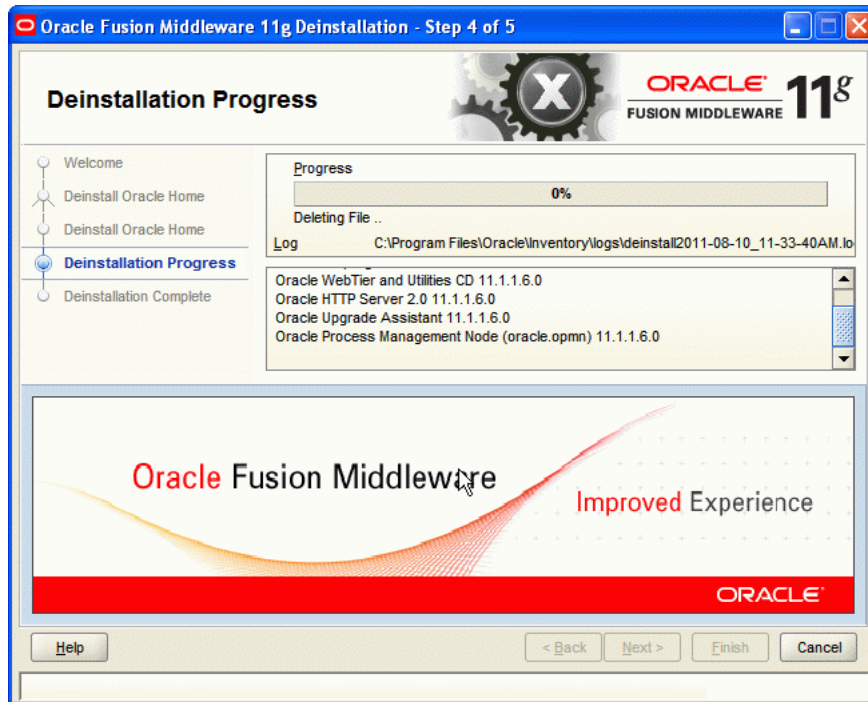 Oracle Fusion Middleware 11g Deinstallation - Step 4 of 5
Deinstallation Progress
ORACLE
FUSION MIDDLEWARE 11g
Welcome
Deinstall Oracle Home
Deinstall Oracle Home
Deinstallation Progress
Deinstallation Complete
Progress
0%
Deleting File ..
Log C:\Program Files\Oracle\Inventory\logs\deinstall2011-08-10_11-33-40AM.lo
Oracle WebTier and Utilities CD 11.1.1.6.0
Oracle HTTP Server 2.0 11.1.1.6.0
Oracle Upgrade Assistant 11.1.1.6.0
Oracle Process Management Node (oracle.opmn) 11.1.1.6.0
Oracle Fusion Middleware
Improved Experience
ORACLE
Help
< Back
Next >
Finish
Cancel